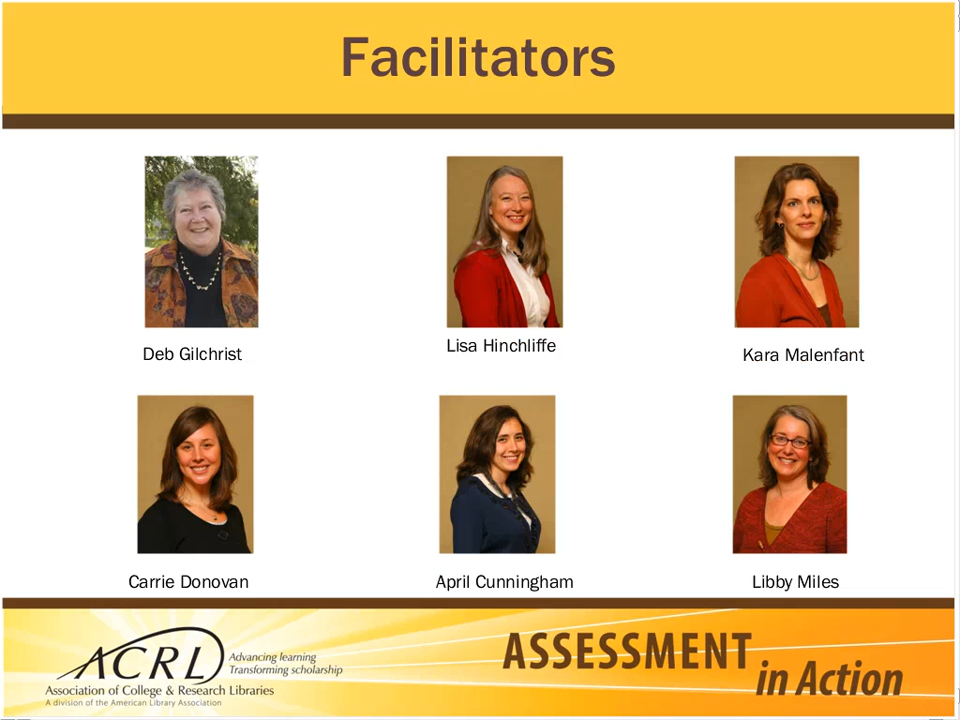 Facilitators
Deb Gilchrist
Lisa Hinchliffe
Kara Malenfant
Carrie Donovan
April Cunningham
Libby Miles
ACRL
Advancing learning
Transforming scholarship
Association of College & Research Libraries
A division of the American Library Association
ASSESSMENT
in Action